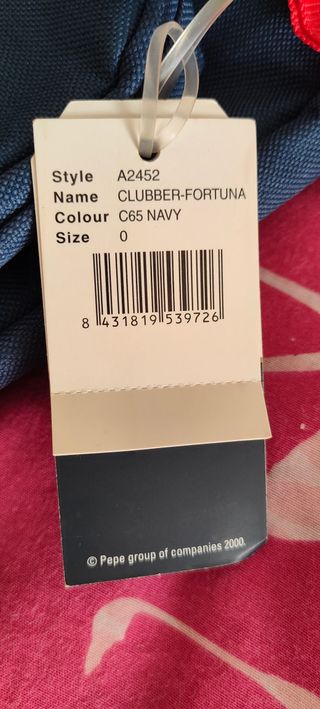 Style A2452
Name CLUBBER-FORTUNA
Colour C65 NAVY
Size 0
8 431819 539726
© Pepe group of companies 2000.